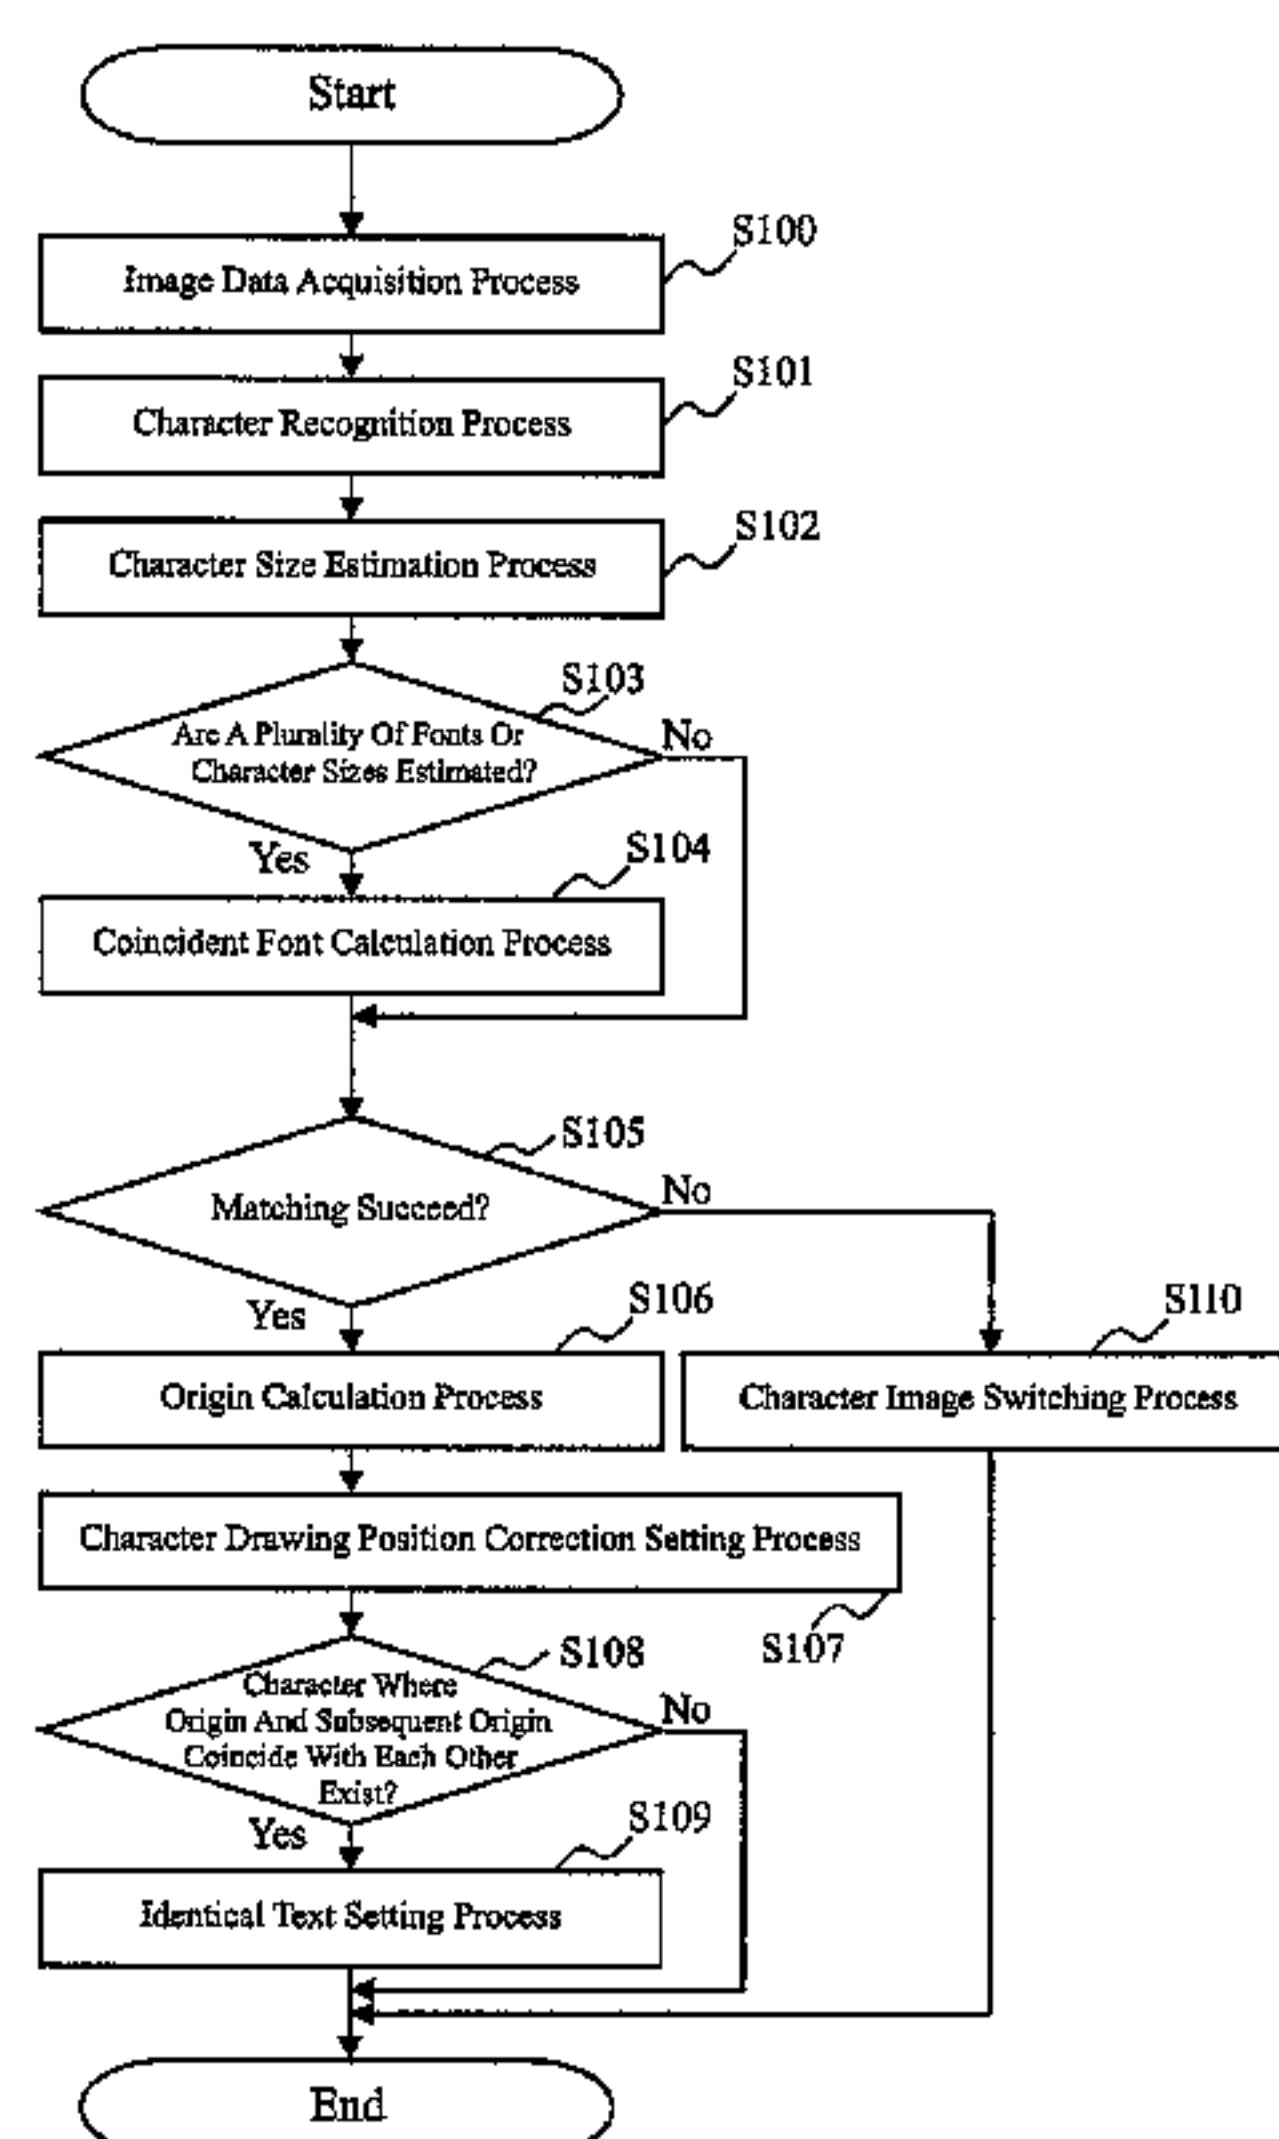 Start
S100
Image Data Acquisition Process
S101
Character Recognition Process
S102
Character Size Estimation Process
S103
Are A Plurality Of Fonts Or
Character Sizes Estimated?
No
Yes
S104
Coincident Font Calculation Process
S105
Matching Succeed?
No
Yes
S106
S110
Origin Calculation Process
Character Image Switching Process
Character Drawing Position Correction Setting Process
S107
S108
Character Where
Origin And Subsequent Origin
Coincide With Each Other
Exist?
No
Yes
S109
Identical Text Setting Process
End